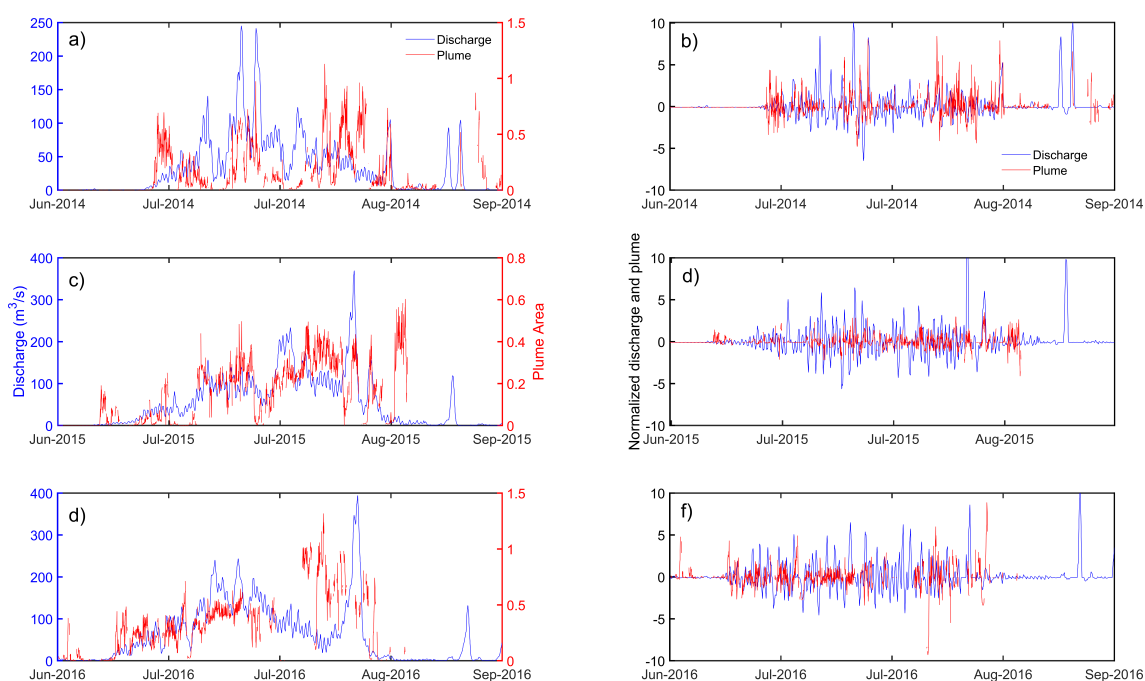 a)
Discharge
Plume
250
200
150
100
50
0
1.5
1
0.5
0
Jun-2014
Jul-2014
Jul-2014
Aug-2014
Sep-2014
b)
10
5
0
-5
-10
Discharge
Plume
Jun-2014
Jul-2014
Jul-2014
Aug-2014
Sep-2014
c)
Discharge (m³/s)
400
300
200
100
0
0.8
0.6
0.4
0.2
0
Plume Area
Jun-2015
Jul-2015
Jul-2015
Aug-2015
Sep-2015
d)
Normalized discharge and plume
10
5
0
-5
-10
Jun-2015
Jul-2015
Jul-2015
Aug-2015
d)
400
300
200
100
0
1.5
1
0.5
0
Jun-2016
Jul-2016
Jul-2016
Aug-2016
Sep-2016
f)
10
5
0
-5
-10
Jun-2016
Jul-2016
Jul-2016
Aug-2016
Sep-2016